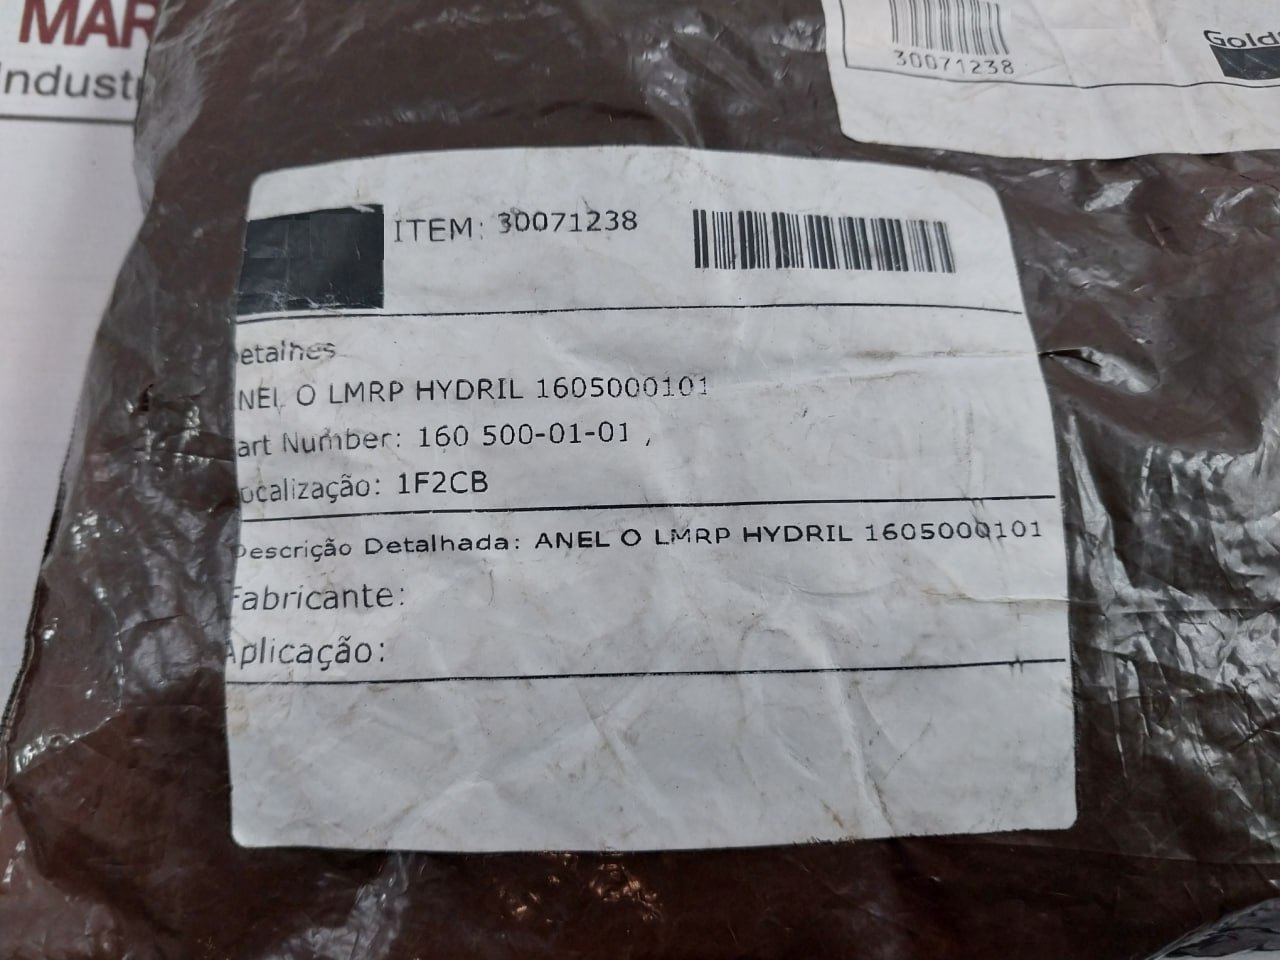 MAR
Industr
30071238
Gold
ITEM: 30071238
etalhes
NEL O LMRP HYDRIL 1605000101
art Number: 160 500-01-01 ,
ocalização: 1F2CB
Descrição Detalhada: ANEL O LMRP HYDRIL 1605000101
Fabricante:
Aplicação: